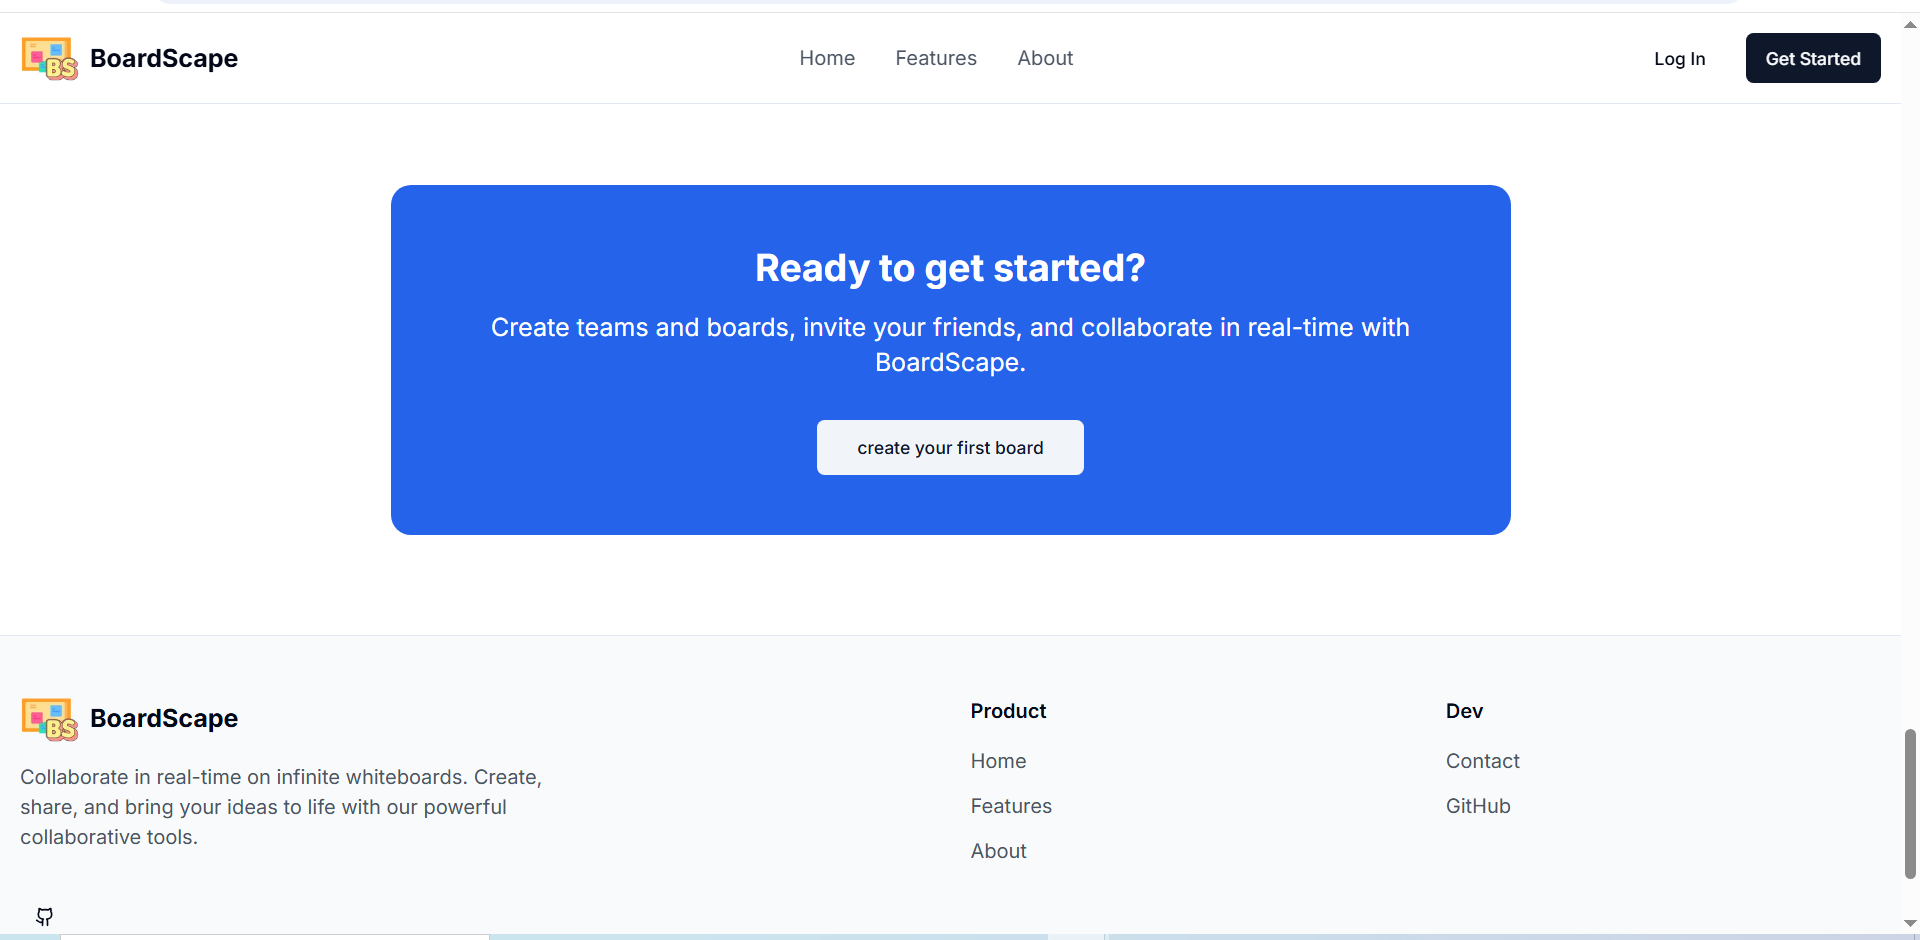 BS
BoardScape
Home
Features
About
Log In
Get Started
Ready to get started?
Create teams and boards, invite your friends, and collaborate in real-time with
BoardScape.
create your first board
BS
BoardScape
Collaborate in real-time on infinite whiteboards. Create,
share, and bring your ideas to life with our powerful
collaborative tools.
Product
Home
Features
About
Dev
Contact
GitHub